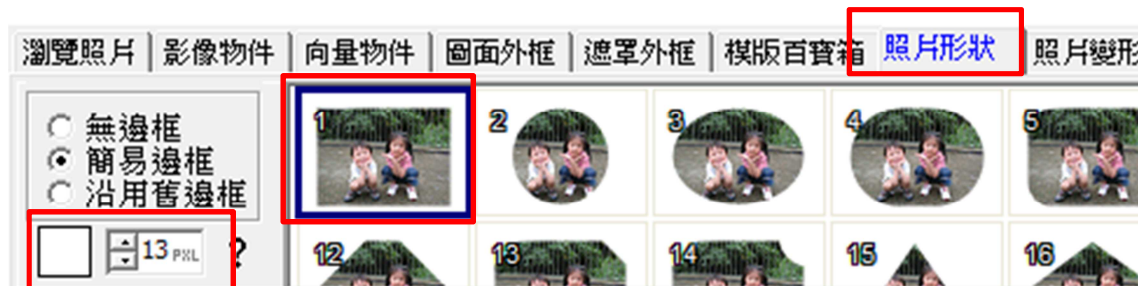 瀏覽照片 影像物件 向量物件 圖面外框 遮罩外框 模版百寶箱 照片形狀 照片變形
無邊框
簡易邊框
沿用舊邊框
13 PXL ?
1 2 3 4 5
12 13 14 15 16